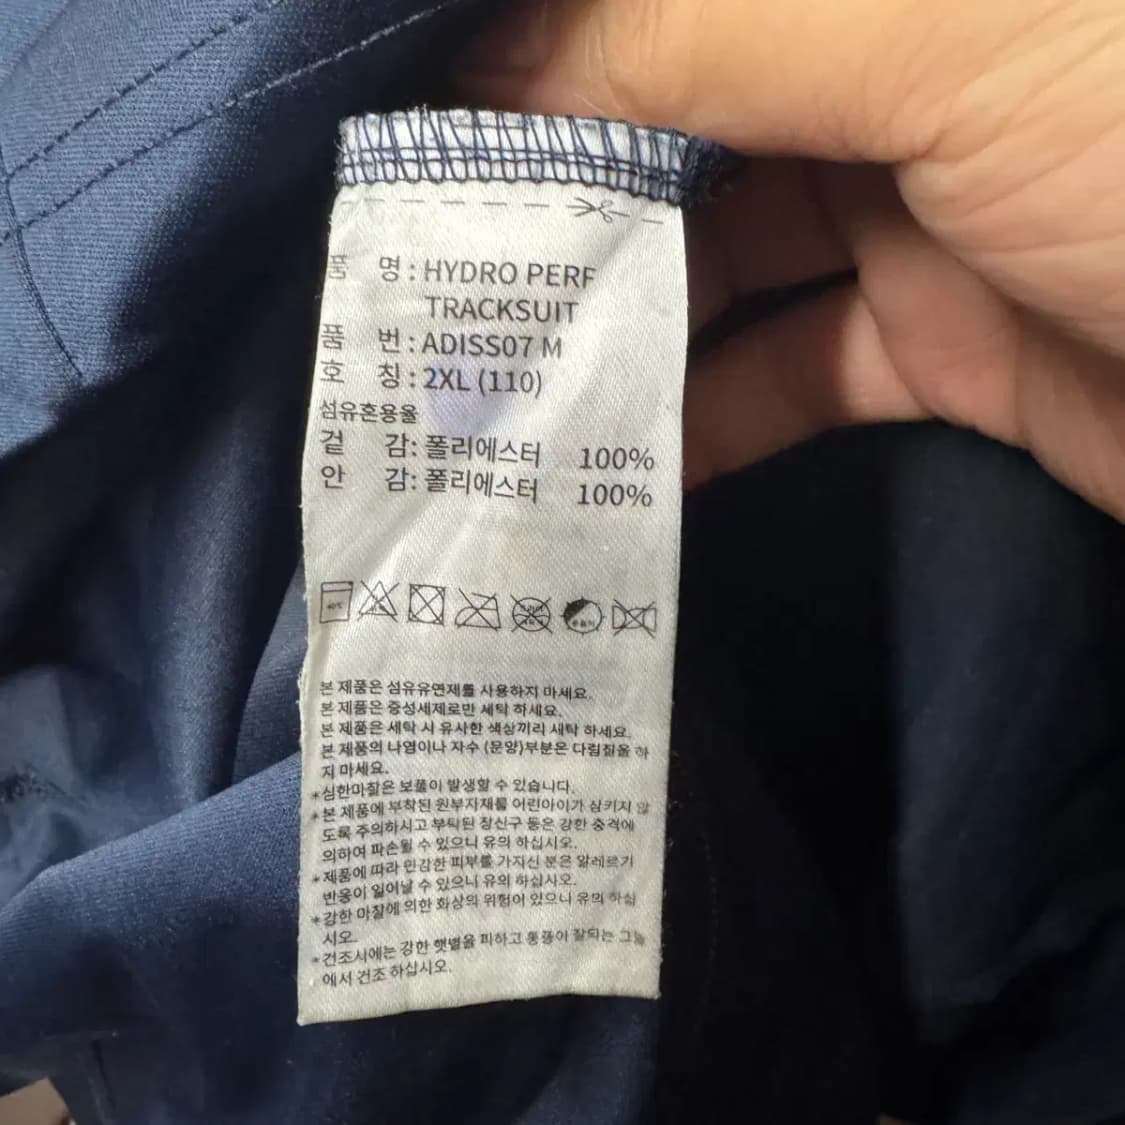 품 명 : HYDRO PERF
TRACKSUIT
품 번 : ADISS07 M
호 칭 : 2XL (110)
섬유혼용율
겉 감: 폴리에스터 100%
안 감: 폴리에스터 100%
40℃
본 제품은 섬유유연제를 사용하지 마세요.
본 제품은 중성세제로만 세탁 하세요.
본 제품은 세탁 시 유사한 색상끼리 세탁 하세요.
본 제품의 나염이나 자수 (문양)부분은 다림질을 하
지 마세요.
*심한마찰은 보풀이 발생할 수 있습니다.
*본 제품에 부착된 원부자재를 어린아이가 삼키지 않
도록 주의하시고 부탁된 장신구 등은 강한 충격에
의하여 파손될 수 있으니 유의 하십시오.
*제품에 따라 민감한 피부를 가지신 분은 알레르기
반응이 일어날 수 있으니 유의 하십시오.
*강한 마찰에 의한 화상의 위험이 있으니 유의 하십
시오.
*건조시에는 강한 햇볕을 피하고 통풍이 잘되는 그늘
에서 건조 하십시오.